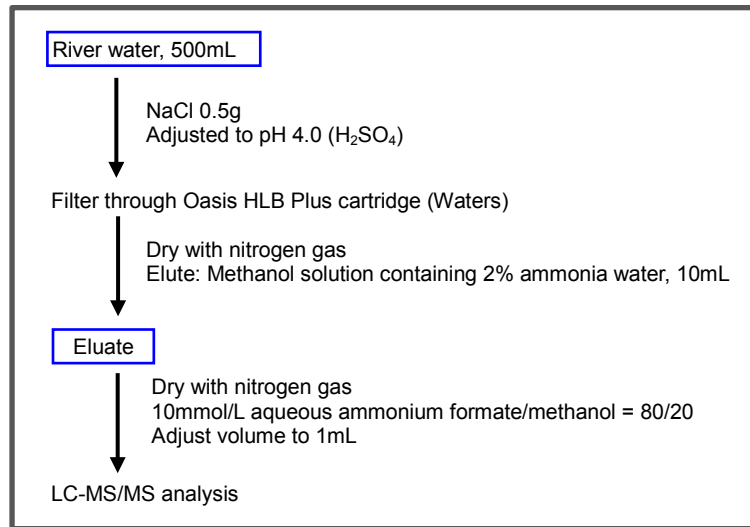 River water, 500mL
NaCl 0.5g
Adjusted to pH 4.0 (H₂SO₄)
Filter through Oasis HLB Plus cartridge (Waters)
Dry with nitrogen gas
Elute: Methanol solution containing 2% ammonia water, 10mL
Eluate
Dry with nitrogen gas
10mmol/L aqueous ammonium formate/methanol = 80/20
Adjust volume to 1mL
LC-MS/MS analysis